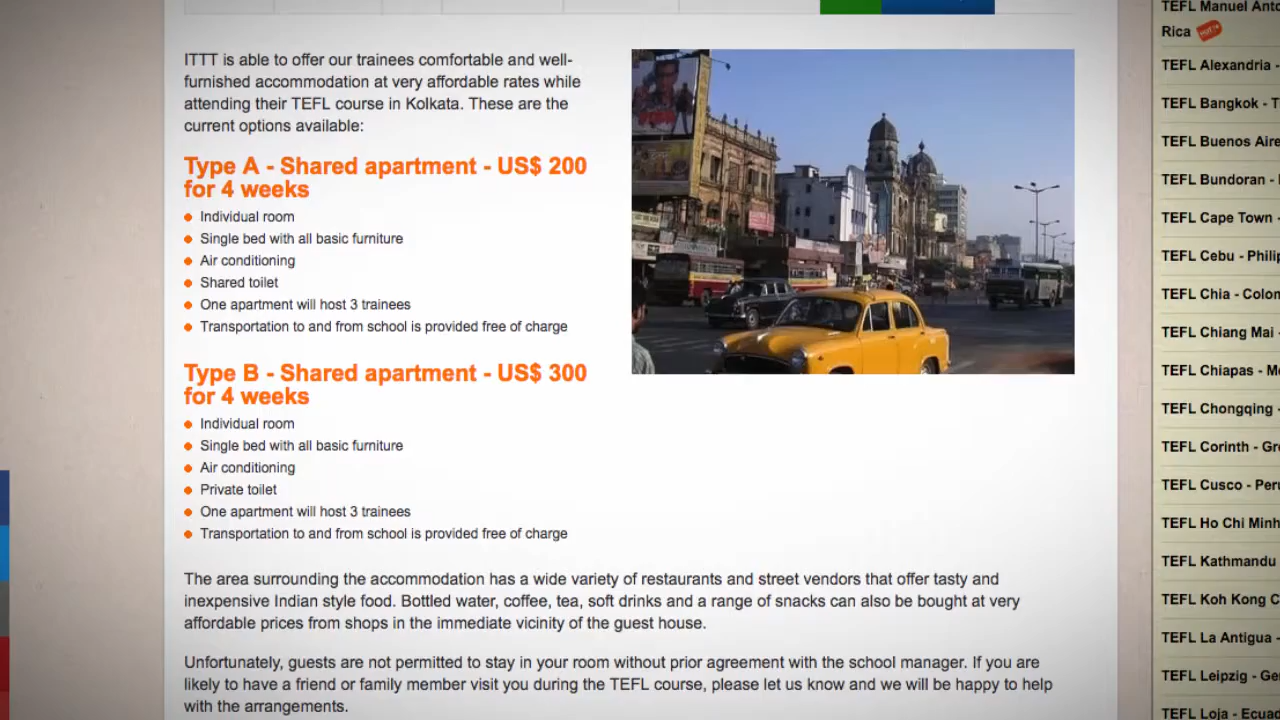 ITTT is able to offer our trainees comfortable and well-
furnished accommodation at very affordable rates while
attending their TEFL course in Kolkata. These are the
current options available:
Type A - Shared apartment - US$ 200
for 4 weeks
Individual room
Single bed with all basic furniture
Air conditioning
Shared toilet
One apartment will host 3 trainees
Transportation to and from school is provided free of charge
Type B - Shared apartment - US$ 300
for 4 weeks
Individual room
Single bed with all basic furniture
Air conditioning
Private toilet
One apartment will host 3 trainees
Transportation to and from school is provided free of charge
The area surrounding the accommodation has a wide variety of restaurants and street vendors that offer tasty and
inexpensive Indian style food. Bottled water, coffee, tea, soft drinks and a range of snacks can also be bought at very
affordable prices from shops in the immediate vicinity of the guest house.
Unfortunately, guests are not permitted to stay in your room without prior agreement with the school manager. If you are
likely to have a friend or family member visit you during the TEFL course, please let us know and we will be happy to help
with the arrangements.
TEFL Manuel Anto
Rica
TEFL Alexandria -
TEFL Bangkok - T
TEFL Buenos Aire
TEFL Bundoran -
TEFL Cape Town -
TEFL Cebu - Philip
TEFL Chia - Colon
TEFL Chiang Mai -
TEFL Chiapas - Me
TEFL Chongqing -
TEFL Corinth - Gre
TEFL Cusco - Peru
TEFL Ho Chi Minh
TEFL Kathmandu
TEFL Koh Kong C
TEFL La Antigua -
TEFL Leipzig - Ger
TEFL Loja - Ecuad